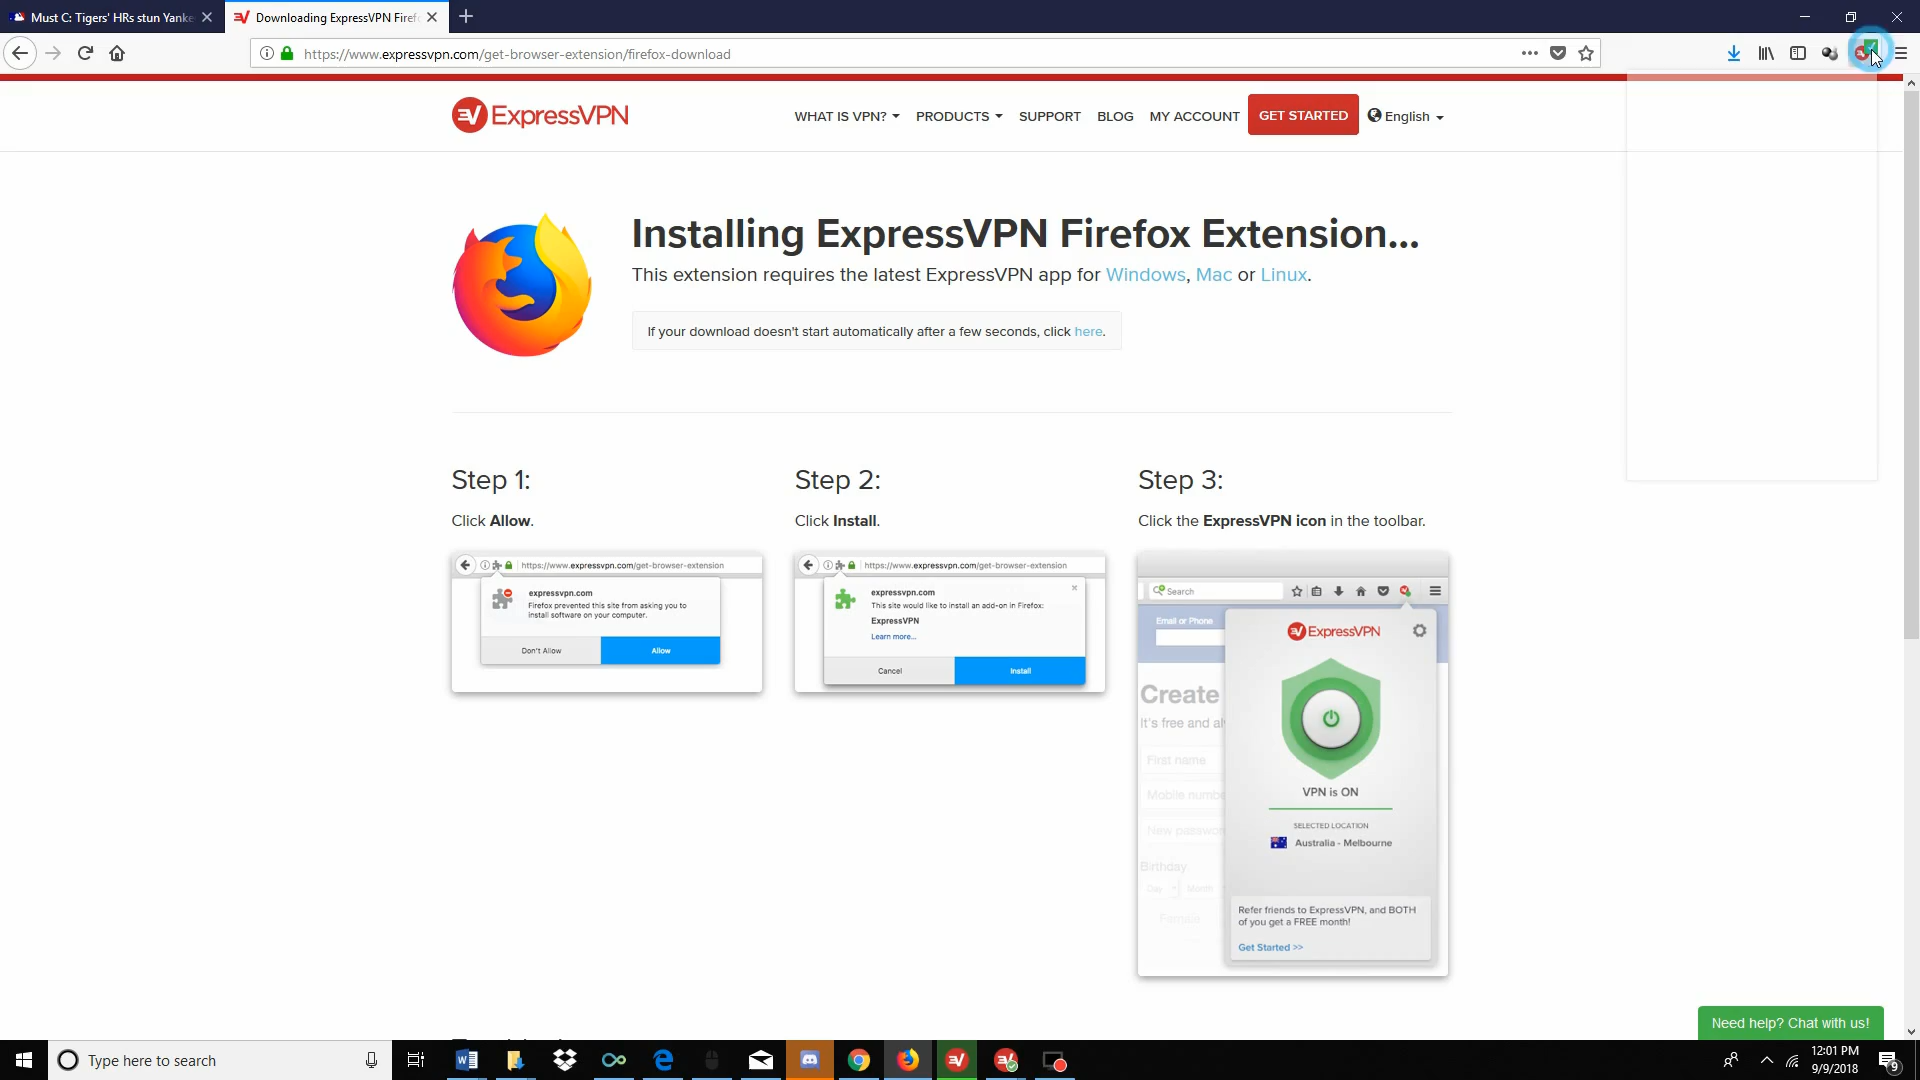 Must C: Tigers' HRs stun Yanke
Downloading ExpressVPN Firef
https://www.expressvpn.com/get-browser-extension/firefox-download
ExpressVPN
WHAT IS VPN?
PRODUCTS
SUPPORT
BLOG
MY ACCOUNT
GET STARTED
English
Installing ExpressVPN Firefox Extension...
This extension requires the latest ExpressVPN app for Windows, Mac or Linux.
If your download doesn't start automatically after a few seconds, click here.
Step 1:
Click Allow.
https://www.expressvpn.com/get-browser-extension
expressvpn.com
Firefox prevented this site from asking you to
install software on your computer.
Don't Allow
Allow
Step 2:
Click Install.
https://www.expressvpn.com/get-browser-extension
expressvpn.com
This site would like to install an add-on in Firefox:
ExpressVPN
Learn more...
Cancel
Install
Step 3:
Click the ExpressVPN icon in the toolbar.
Search
Email or Phone
ExpressVPN
Create
It's free and al
First name
Mobile numbe
New passwor
Birthday
Day
Month
Female
VPN is ON
SELECTED LOCATION
Australia - Melbourne
Refer friends to ExpressVPN, and BOTH
of you get a FREE month!
Get Started >>
Need help? Chat with us!
Type here to search
12:01 PM
9/9/2018
9